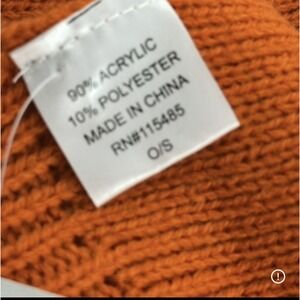 90% ACRYLIC
10% POLYESTER
MADE IN CHINA
RN#115485
O/S